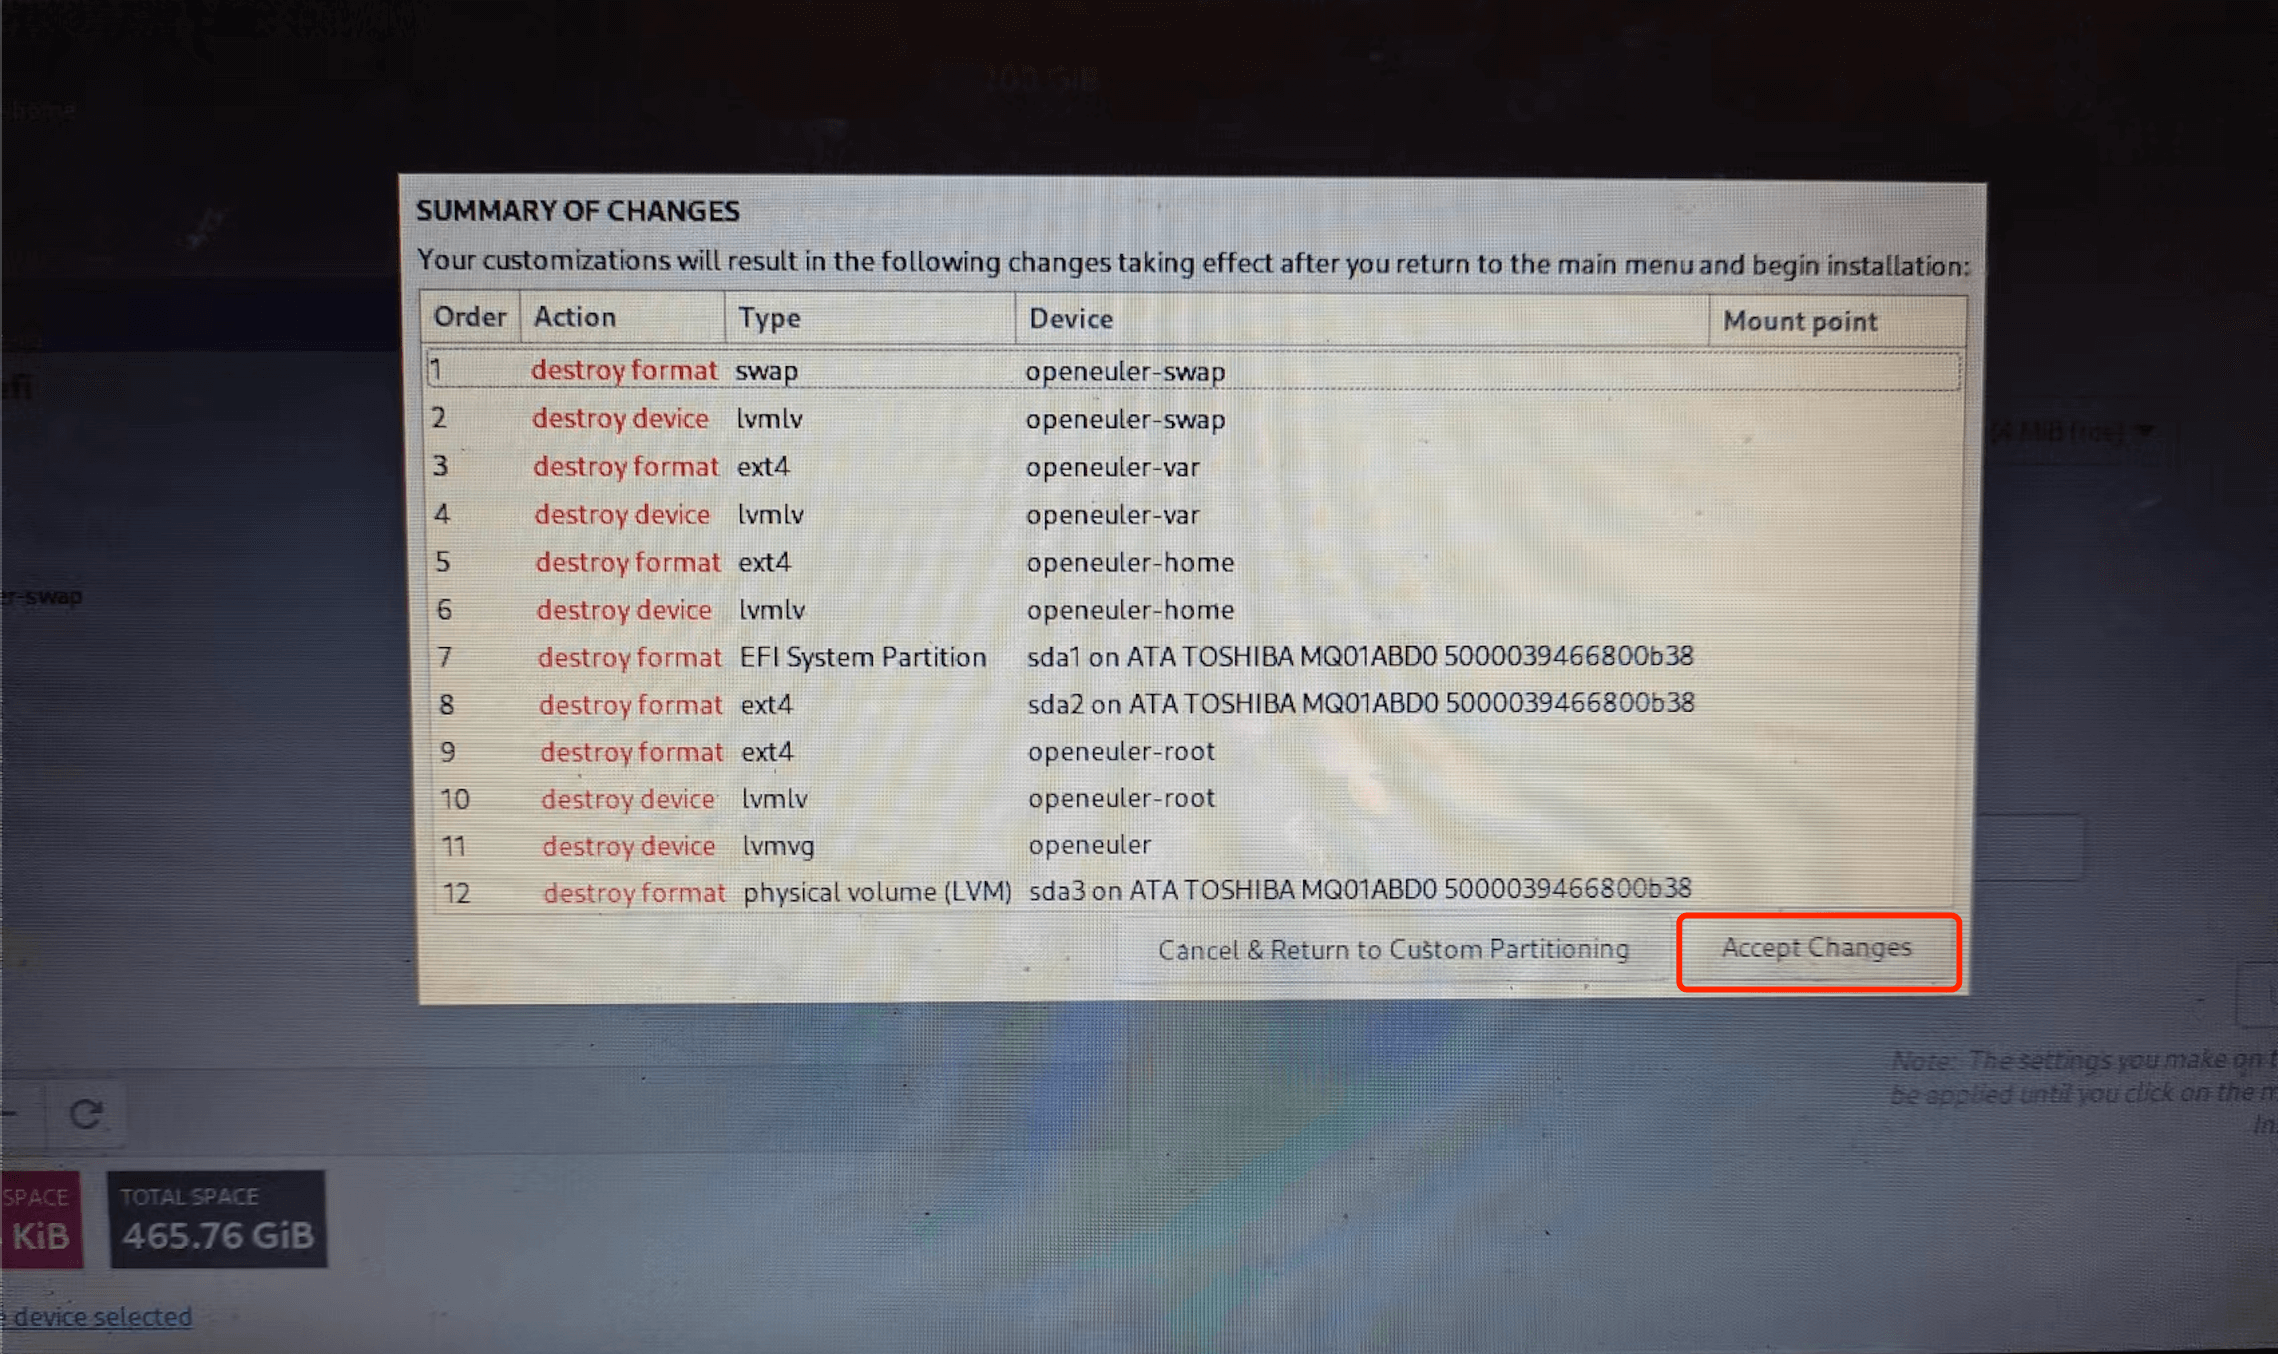 100 GiB
-home
SUMMARY OF CHANGES
Your customizations will result in the following changes taking effect after you return to the main menu and begin installation:
Order Action Type Device Mount point
1 destroy format swap openeuler-swap
2 destroy device lvmlv openeuler-swap
3 destroy format ext4 openeuler-var
4 destroy device lvmlv openeuler-var
5 destroy format ext4 openeuler-home
6 destroy device lvmlv openeuler-home
7 destroy format EFI System Partition sda1 on ATA TOSHIBA MQ01ABD0 5000039466800b38
8 destroy format ext4 sda2 on ATA TOSHIBA MQ01ABD0 5000039466800b38
9 destroy format ext4 openeuler-root
10 destroy device lvmlv openeuler-root
11 destroy device lvmvg openeuler
12 destroy format physical volume (LVM) sda3 on ATA TOSHIBA MQ01ABD0 5000039466800b38
Cancel & Return to Custom Partitioning Accept Changes
er-swap
Note: The settings you make on t
be applied until you click on the m
In
SPACE
KiB
TOTAL SPACE
465.76 GiB
device selected